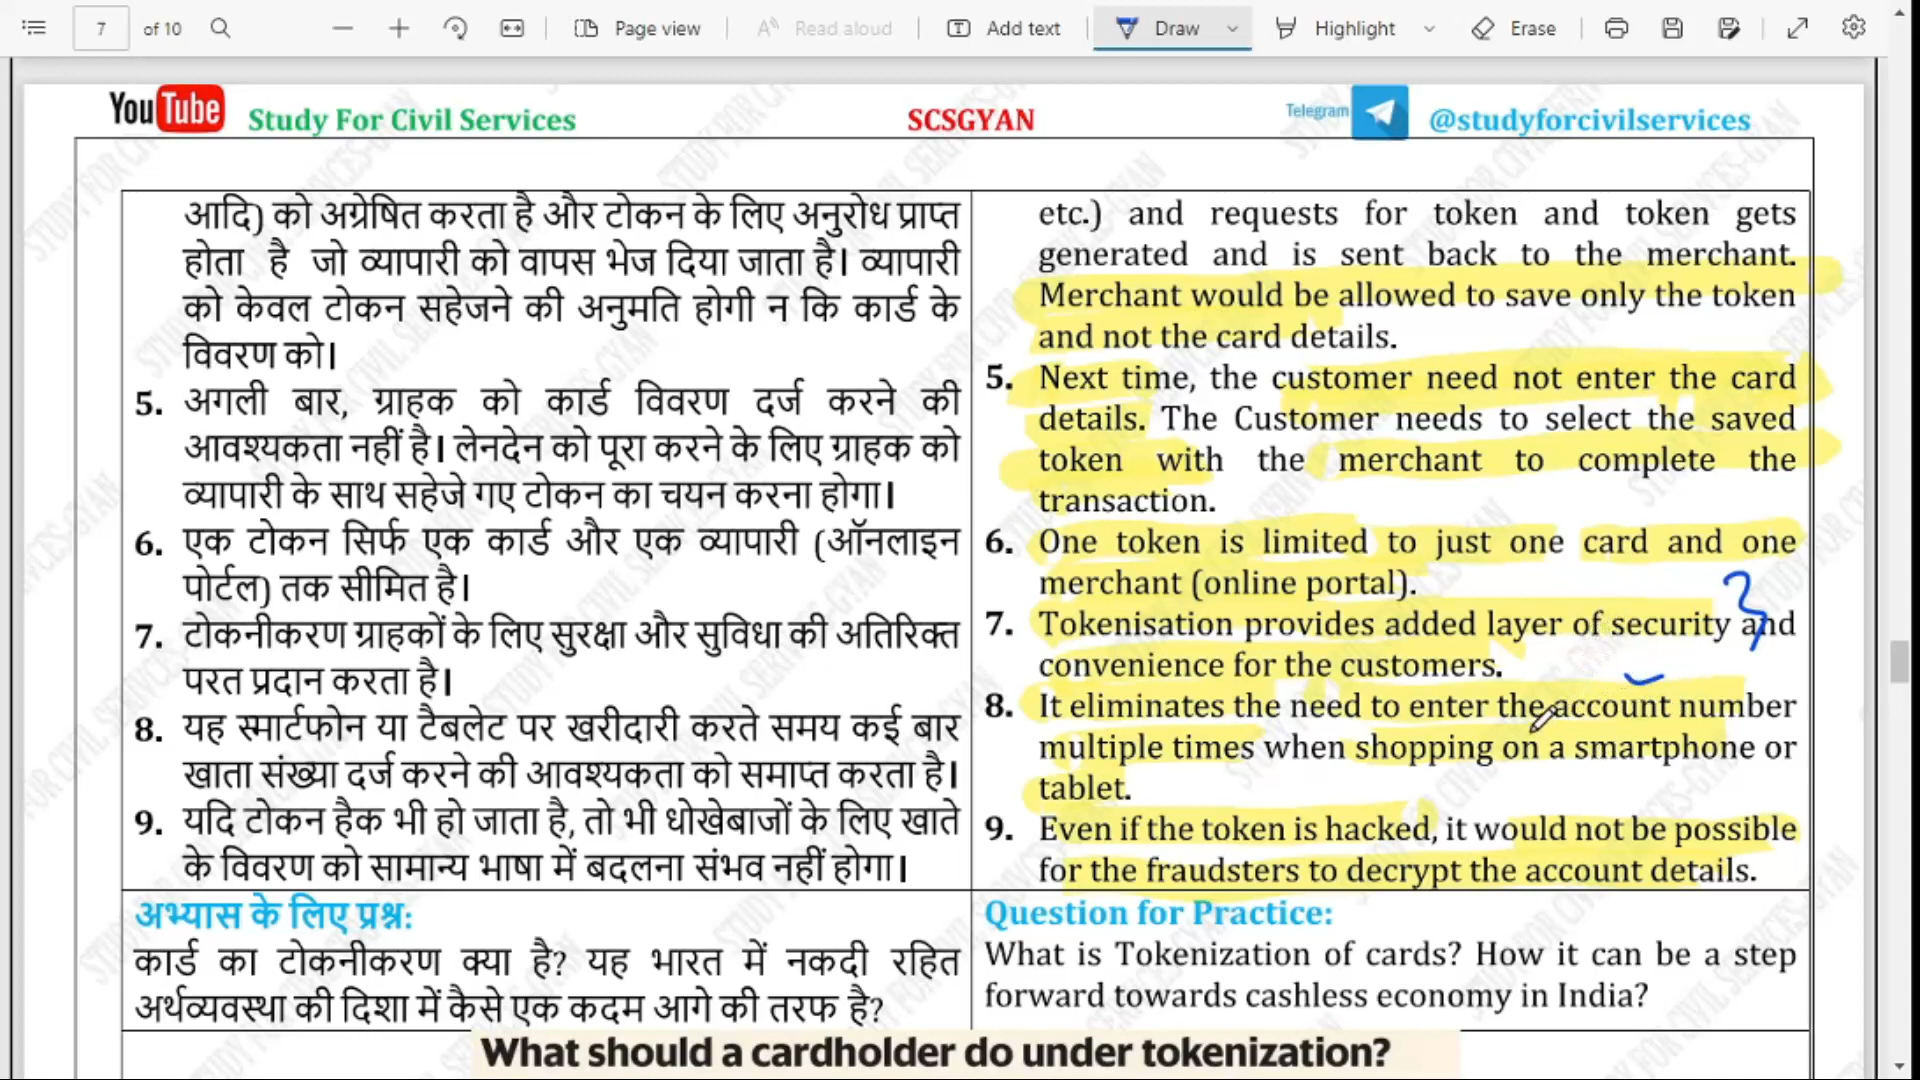 7 of 10 Page view Read aloud Add text Draw Highlight Erase
YouTube Study For Civil Services SCSGYAN Telegram @studyforcivilservices
आदि) को अग्रेषित करता है और टोकन के लिए अनुरोध प्राप्त
होता है जो व्यापारी को वापस भेज दिया जाता है। व्यापारी
को केवल टोकन सहेजने की अनुमति होगी न कि कार्ड के
विवरण को।
5. अगली बार, ग्राहक को कार्ड विवरण दर्ज करने की
आवश्यकता नहीं है। लेनदेन को पूरा करने के लिए ग्राहक को
व्यापारी के साथ सहेजे गए टोकन का चयन करना होगा।
6. एक टोकन सिर्फ एक कार्ड और एक व्यापारी (ऑनलाइन
पोर्टल) तक सीमित है।
7. टोकनीकरण ग्राहकों के लिए सुरक्षा और सुविधा की अतिरिक्त
परत प्रदान करता है।
8. यह स्मार्टफोन या टैबलेट पर खरीदारी करते समय कई बार
खाता संख्या दर्ज करने की आवश्यकता को समाप्त करता है।
9. यदि टोकन हैक भी हो जाता है, तो भी धोखेबाजों के लिए खाते
के विवरण को सामान्य भाषा में बदलना संभव नहीं होगा।
etc.) and requests for token and token gets
generated and is sent back to the merchant.
Merchant would be allowed to save only the token
and not the card details.
5. Next time, the customer need not enter the card
details. The Customer needs to select the saved
token with the merchant to complete the
transaction.
6. One token is limited to just one card and one
merchant (online portal).
7. Tokenisation provides added layer of security and
convenience for the customers.
8. It eliminates the need to enter the account number
multiple times when shopping on a smartphone or
tablet.
9. Even if the token is hacked, it would not be possible
for the fraudsters to decrypt the account details.
अभ्यास के लिए प्रश्न:
कार्ड का टोकनीकरण क्या है? यह भारत में नकदी रहित
अर्थव्यवस्था की दिशा में कैसे एक कदम आगे की तरफ है?
Question for Practice:
What is Tokenization of cards? How it can be a step
forward towards cashless economy in India?
What should a cardholder do under tokenization?